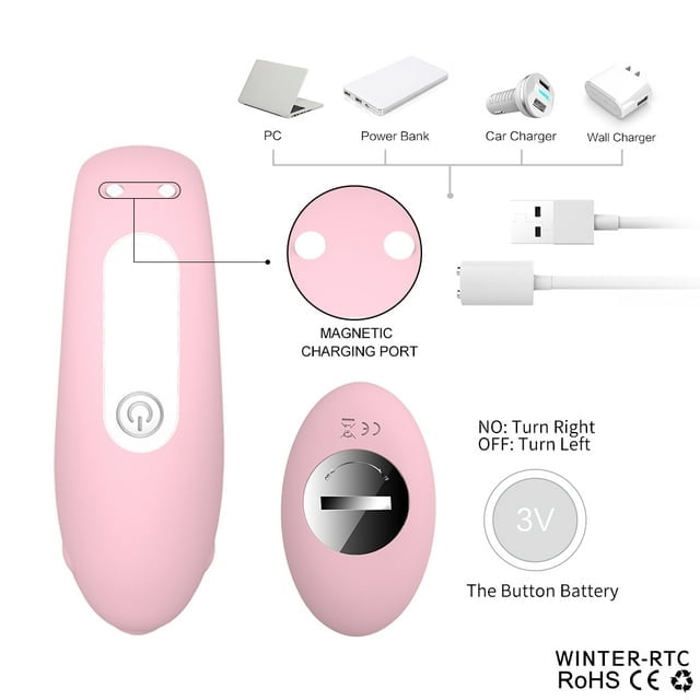 PC
Power Bank
Car Charger
Wall Charger
MAGNETIC
CHARGING PORT
NO: Turn Right
OFF: Turn Left
3V
The Button Battery
WINTER-RTC
RoHS CE